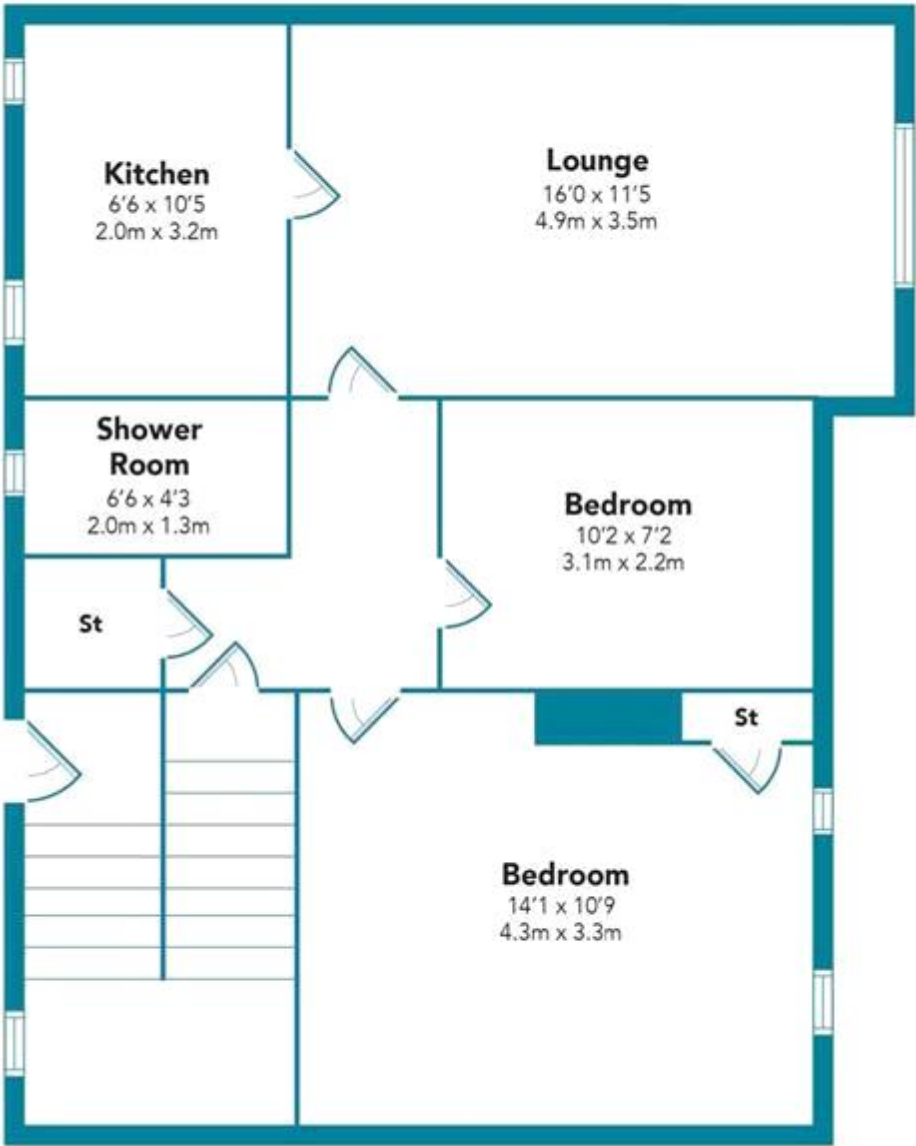 Kitchen
6'6 x 10'5
2.0m x 3.2m
Lounge
16'0 x 11'5
4.9m x 3.5m
Shower
Room
6'6 x 4'3
2.0m x 1.3m
Bedroom
10'2 x 7'2
3.1m x 2.2m
St
St
Bedroom
14'1 x 10'9
4.3m x 3.3m